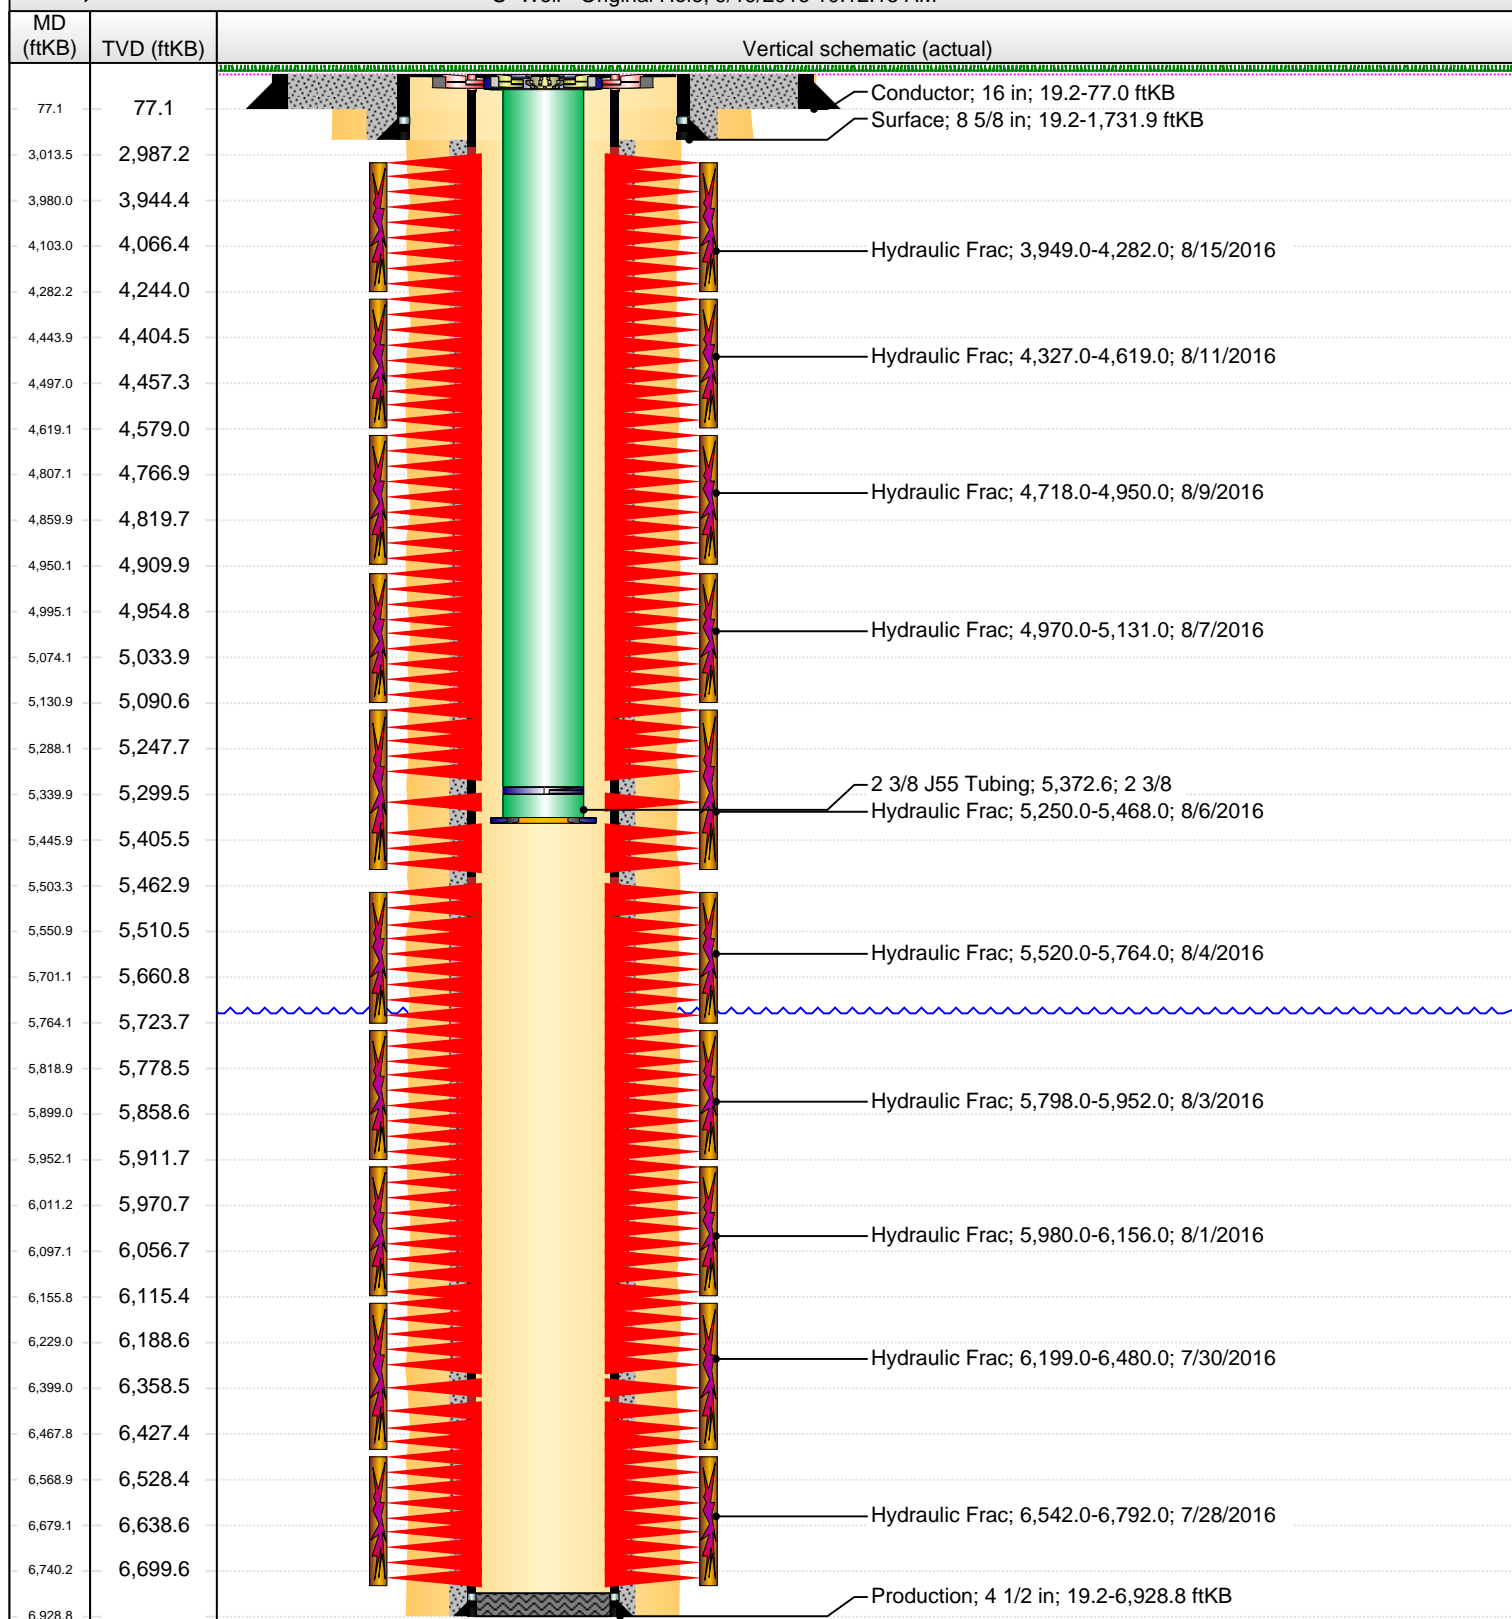 MD (ftKB) TVD (ftKB) Vertical schematic (actual)
77.1 77.1
3,013.5 2,987.2
3,980.0 3,944.4
4,103.0 4,066.4
4,282.2 4,244.0
4,443.9 4,404.5
4,497.0 4,457.3
4,619.1 4,579.0
4,807.1 4,766.9
4,859.9 4,819.7
4,950.1 4,909.9
4,995.1 4,954.8
5,074.1 5,033.9
5,130.9 5,090.6
5,288.1 5,247.7
5,339.9 5,299.5
5,445.9 5,405.5
5,503.3 5,462.9
5,550.9 5,510.5
5,701.1 5,660.8
5,764.1 5,723.7
5,818.9 5,778.5
5,899.0 5,858.6
5,952.1 5,911.7
6,011.2 5,970.7
6,097.1 6,056.7
6,155.8 6,115.4
6,229.0 6,188.6
6,399.0 6,358.5
6,467.8 6,427.4
6,568.9 6,528.4
6,679.1 6,638.6
6,740.2 6,699.6
6,928.8
Conductor; 16 in; 19.2-77.0 ftKB
Surface; 8 5/8 in; 19.2-1,731.9 ftKB
Hydraulic Frac; 3,949.0-4,282.0; 8/15/2016
Hydraulic Frac; 4,327.0-4,619.0; 8/11/2016
Hydraulic Frac; 4,718.0-4,950.0; 8/9/2016
Hydraulic Frac; 4,970.0-5,131.0; 8/7/2016
2 3/8 J55 Tubing; 5,372.6; 2 3/8
Hydraulic Frac; 5,250.0-5,468.0; 8/6/2016
Hydraulic Frac; 5,520.0-5,764.0; 8/4/2016
Hydraulic Frac; 5,798.0-5,952.0; 8/3/2016
Hydraulic Frac; 5,980.0-6,156.0; 8/1/2016
Hydraulic Frac; 6,199.0-6,480.0; 7/30/2016
Hydraulic Frac; 6,542.0-6,792.0; 7/28/2016
Production; 4 1/2 in; 19.2-6,928.8 ftKB